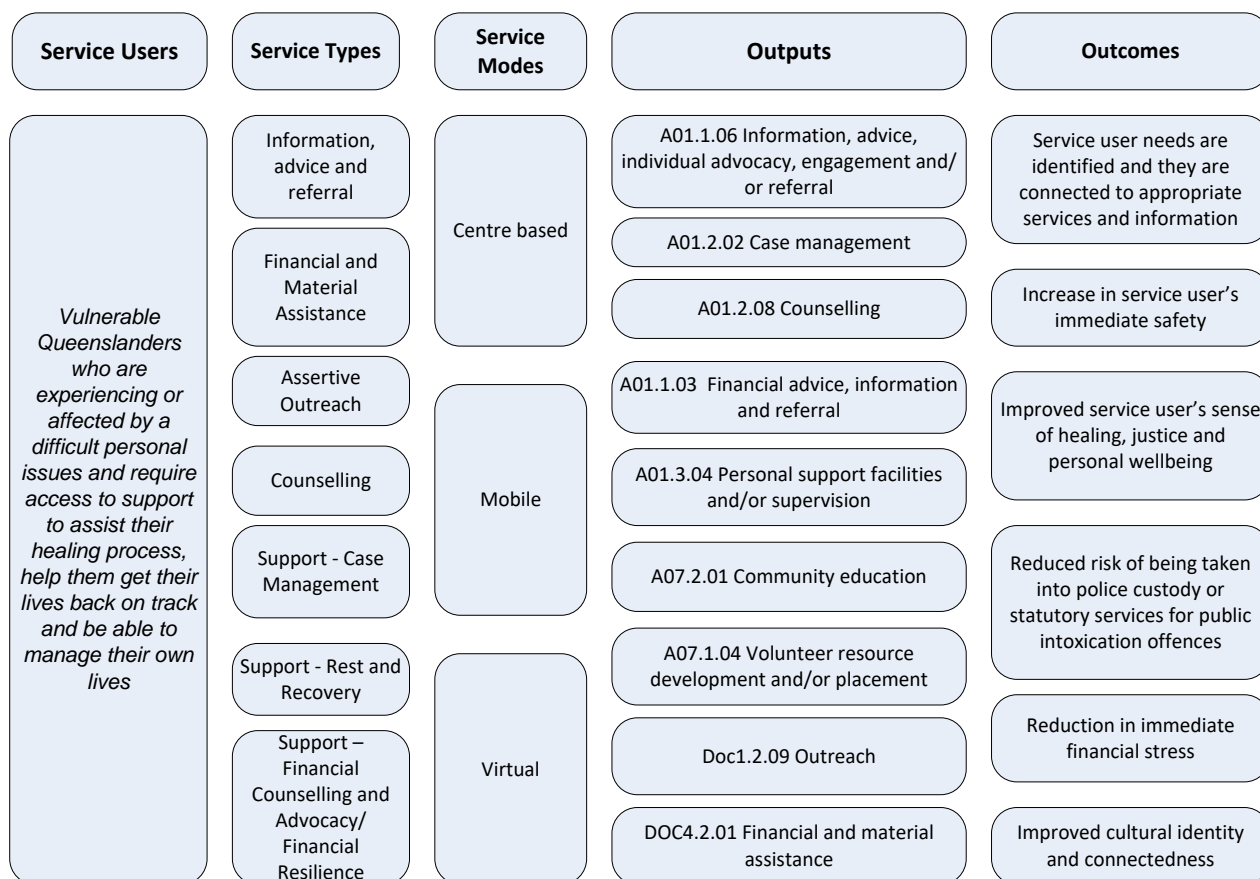 Service Users
Service Types
Service
Modes
Outputs
Outcomes
Vulnerable
Queenslanders
who are
experiencing or
affected by a
difficult personal
issues and require
access to support
to assist their
healing process,
help them get their
lives back on track
and be able to
manage their own
lives
Information,
advice and
referral
Financial and
Material
Assistance
Assertive
Outreach
Counselling
Support - Case
Management
Support - Rest and
Recovery
Support –
Financial
Counselling and
Advocacy/
Financial
Resilience
Centre based
Mobile
Virtual
A01.1.06 Information, advice,
individual advocacy, engagement and/
or referral
A01.2.02 Case management
A01.2.08 Counselling
A01.1.03  Financial advice, information
and referral
A01.3.04 Personal support facilities
and/or supervision
A07.2.01 Community education
A07.1.04 Volunteer resource
development and/or placement
Doc1.2.09 Outreach
DOC4.2.01 Financial and material
assistance
Service user needs are
identified and they are
connected to appropriate
services and information
Increase in service user’s
immediate safety
Improved service user’s sense
of healing, justice and
personal wellbeing
Reduced risk of being taken
into police custody or
statutory services for public
intoxication offences
Reduction in immediate
financial stress
Improved cultural identity
and connectedness